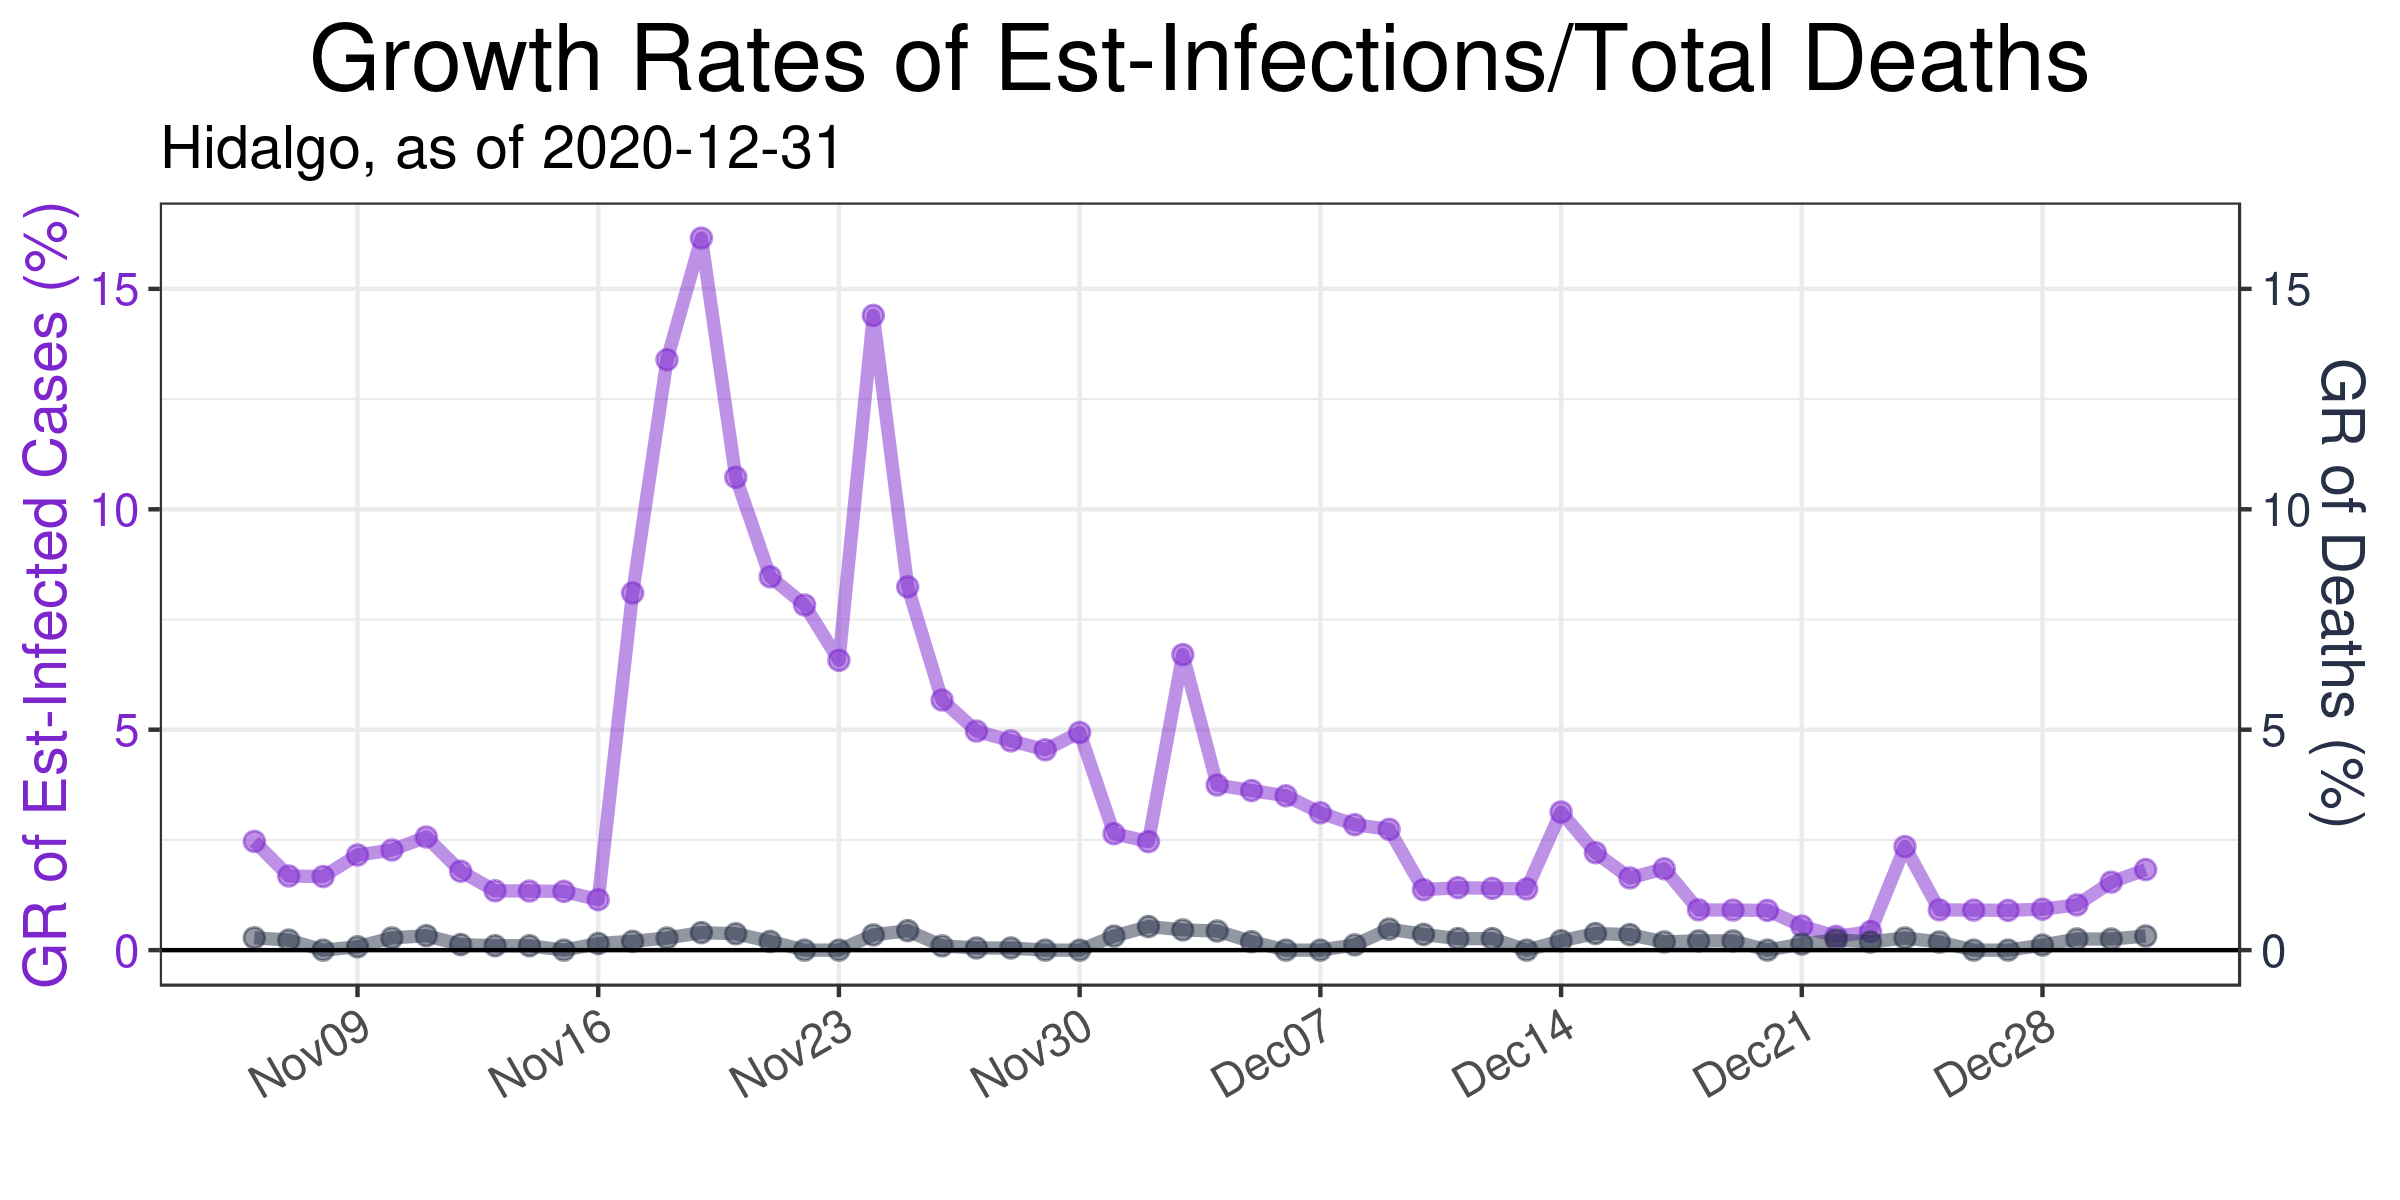 Growth Rates of Est-Infections/Total Deaths
Hidalgo, as of 2020-12-31
GR of Est-Infected Cases (%)
15
10
5
0
15
10
5
0
GR of Deaths (%)
Nov09
Nov16
Nov23
Nov30
Dec07
Dec14
Dec21
Dec28